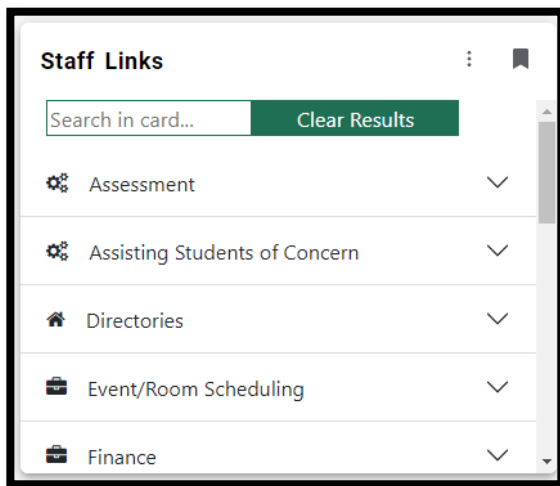 Staff Links
Search in card... Clear Results
Assessment
Assisting Students of Concern
Directories
Event/Room Scheduling
Finance